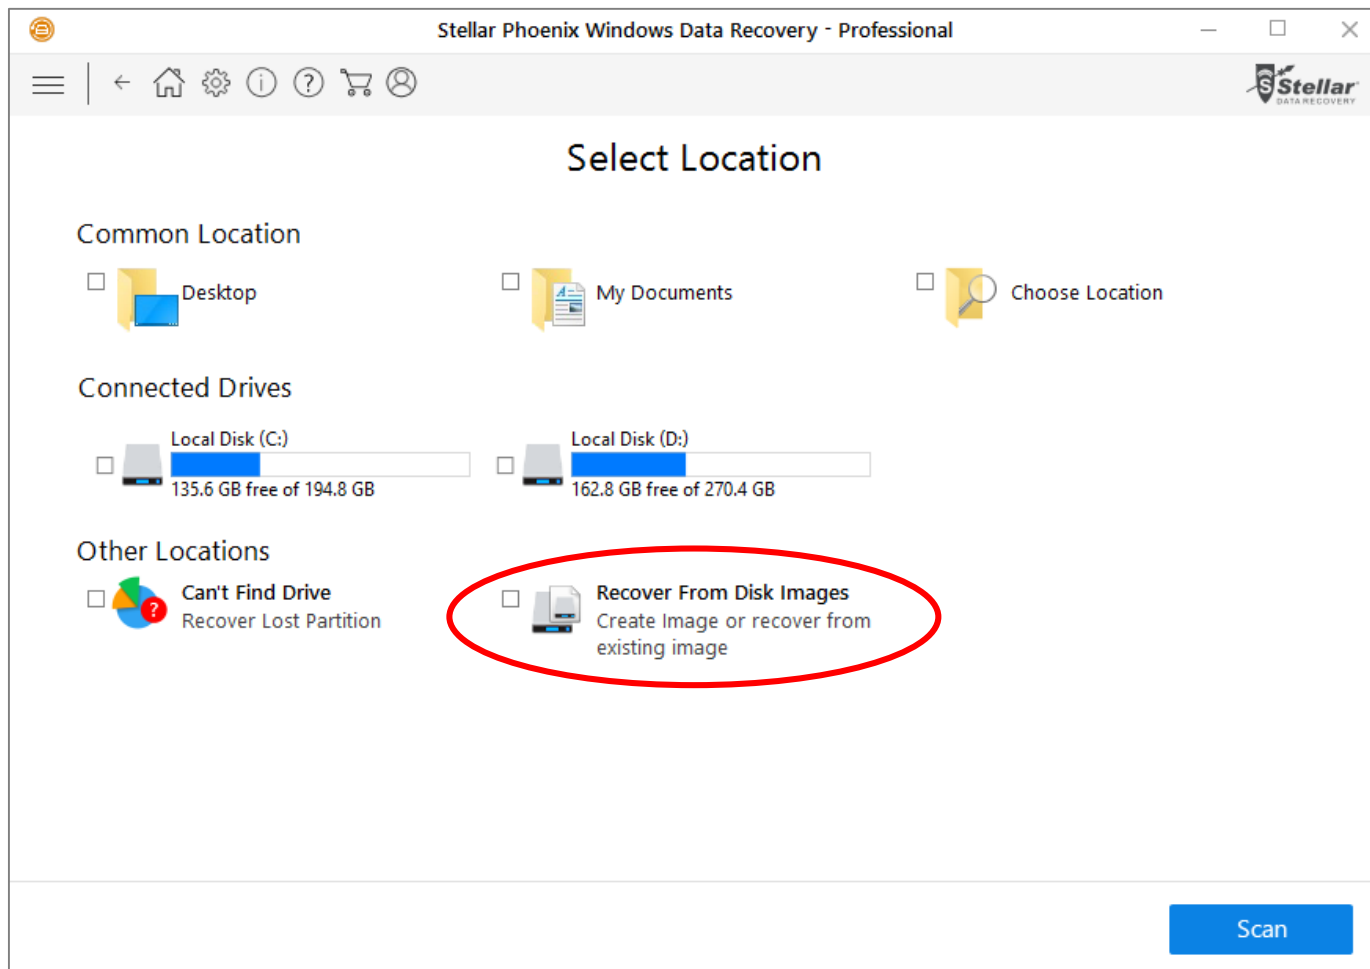 Stellar Phoenix Windows Data Recovery - Professional
Stellar
DATA RECOVERY
Select Location
Common Location
Desktop
My Documents
Choose Location
Connected Drives
Local Disk (C:)
135.6 GB free of 194.8 GB
Local Disk (D:)
162.8 GB free of 270.4 GB
Other Locations
Can't Find Drive
Recover Lost Partition
Recover From Disk Images
Create Image or recover from
existing image
Scan